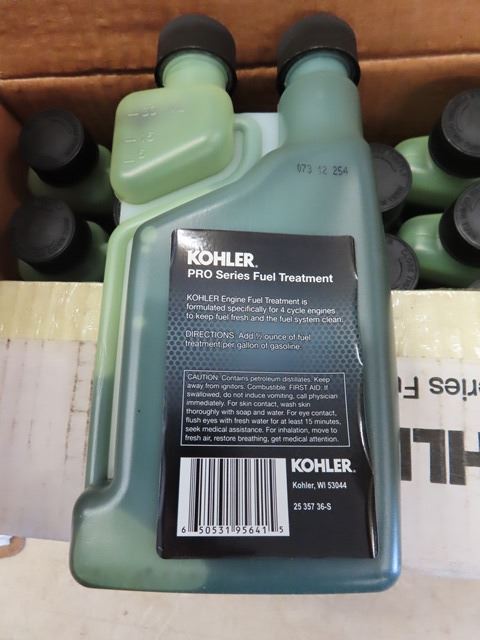 073 12 254
KOHLER.
PRO Series Fuel Treatment
KOHLER Engine Fuel Treatment is
formulated specifically for 4 cycle engines
to keep fuel fresh and the fuel system clean.
DIRECTIONS: Add ½ ounce of fuel
treatment per gallon of gasoline.
CAUTION: Contains petroleum distillates. Keep
away from ignitors. Combustible. FIRST AID: If
swallowed, do not induce vomiting, call physician
immediately. For skin contact, wash skin
thoroughly with soap and water. For eye contact,
flush eyes with fresh water for at least 15 minutes,
seek medical assistance. For inhalation, move to
fresh air, restore breathing, get medical attention.
KOHLER.
Kohler, WI 53044
25 357 36-S
6 50531 95641 5